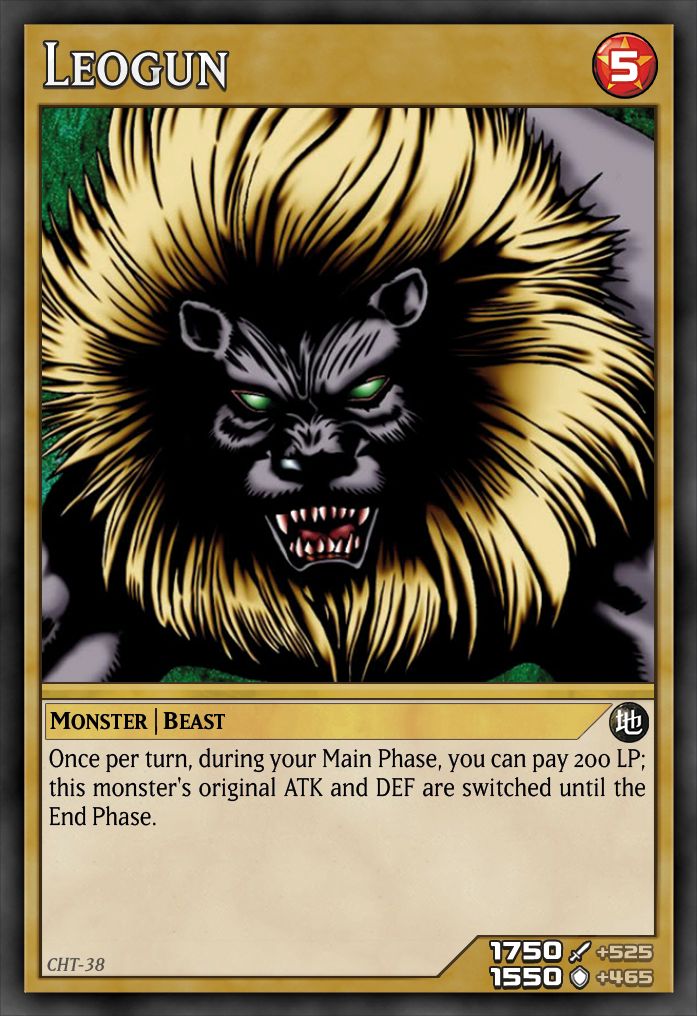 Leogun
5
Monster | Beast
Once per turn, during your Main Phase, you can pay 200 LP;
this monster's original ATK and DEF are switched until the
End Phase.
CHT-38
1750 +525
1550 +465